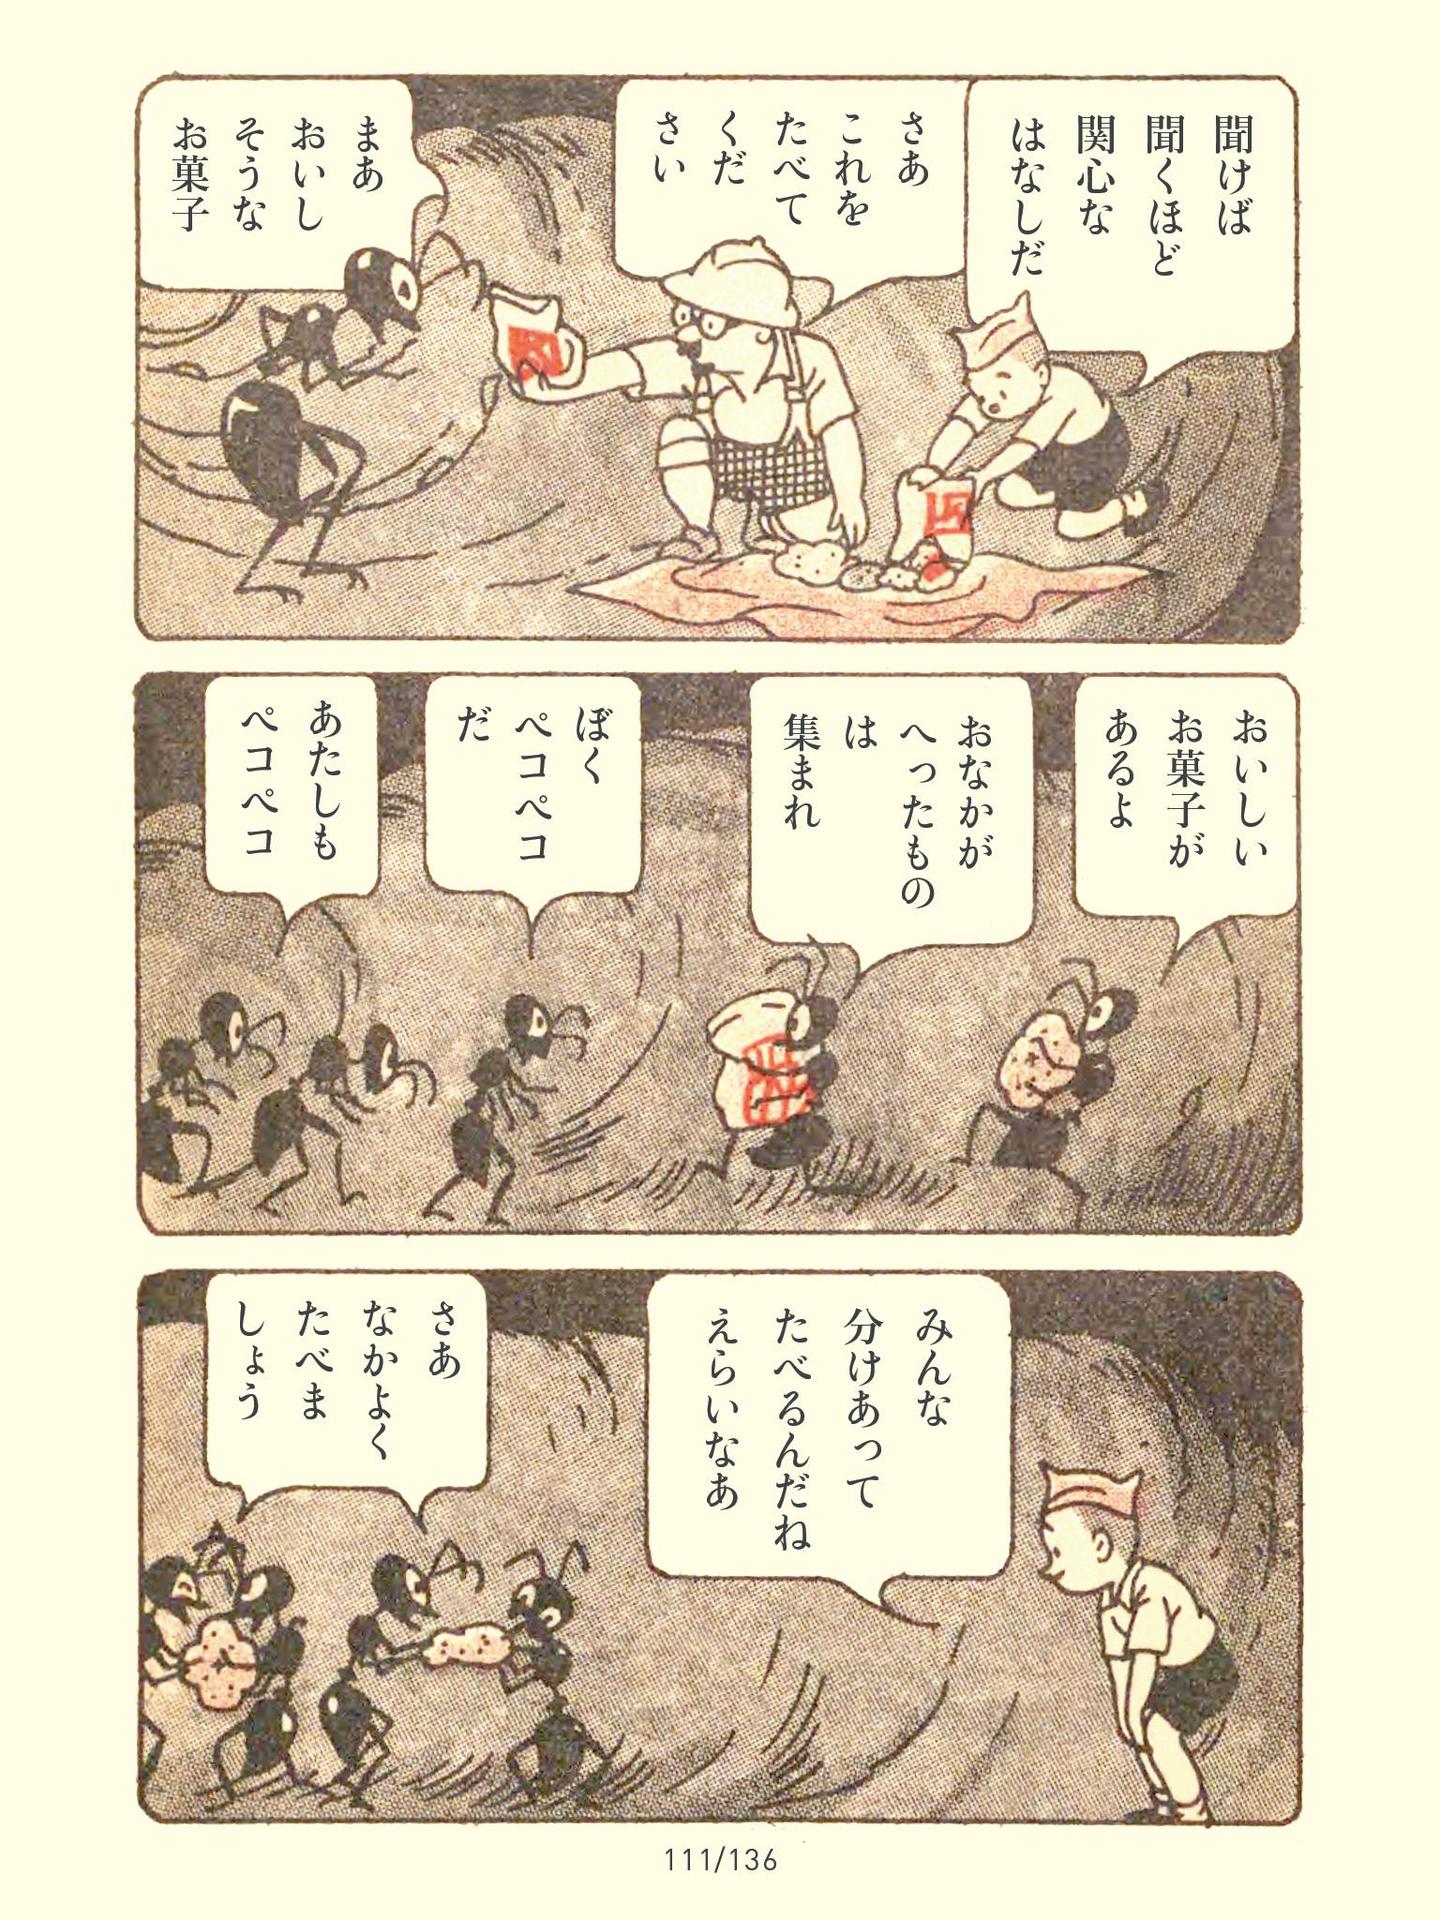 聞けば
聞くほど
関心な
はなしだ
さあ
これを
たべて
くだ
さい
まあ
おいし
そうな
お菓子
おいしい
お菓子が
あるよ
おなかが
へったもの
は
集まれ
ぼく
ペコペコ
だ
あたしも
ペコペコ
みんな
分けあって
たべるんだね
えらいなあ
さあ
なかよく
たべま
しょう
111/136